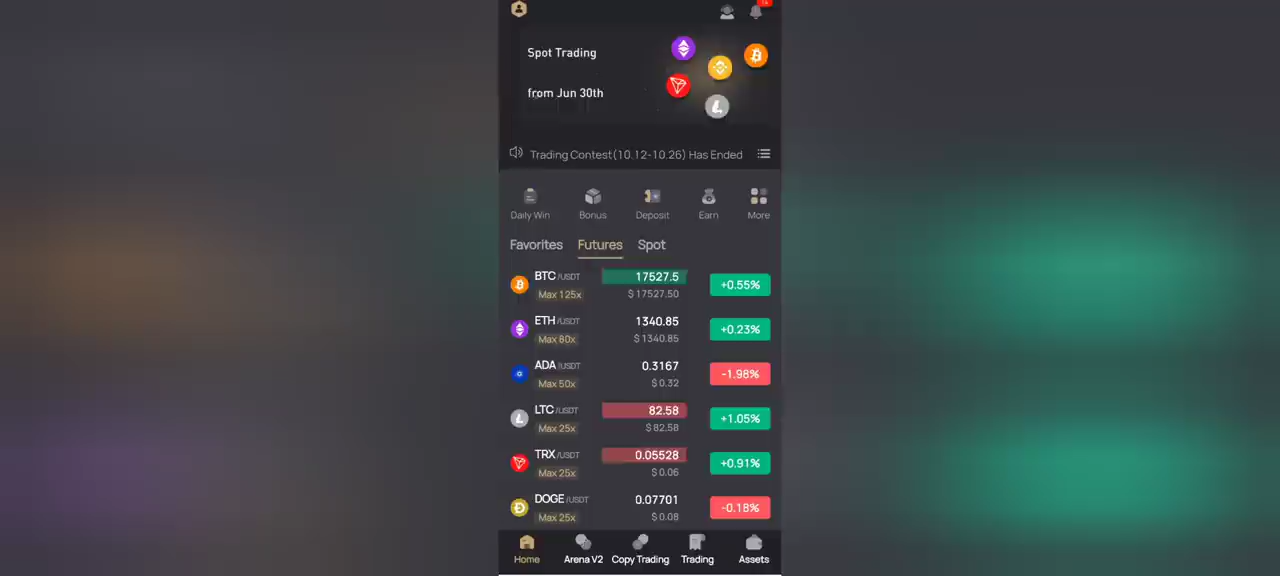 Spot Trading
from Jun 30th
Trading Contest(10.12-10.26) Has Ended
Daily Win Bonus Deposit Earn More
Favorites Futures Spot
BTC/USDT 17527.5 +0.55%
Max 125x $ 17527.50
ETH/USDT 1340.85 +0.23%
Max 80x $ 1340.85
ADA/USDT 0.3167 -1.98%
Max 50x $ 0.32
LTC/USDT 82.58 +1.05%
Max 25x $ 82.58
TRX/USDT 0.05528 +0.91%
Max 25x $ 0.06
DOGE/USDT 0.07701 -0.18%
Max 25x $ 0.08
Home Arena V2 Copy Trading Trading Assets